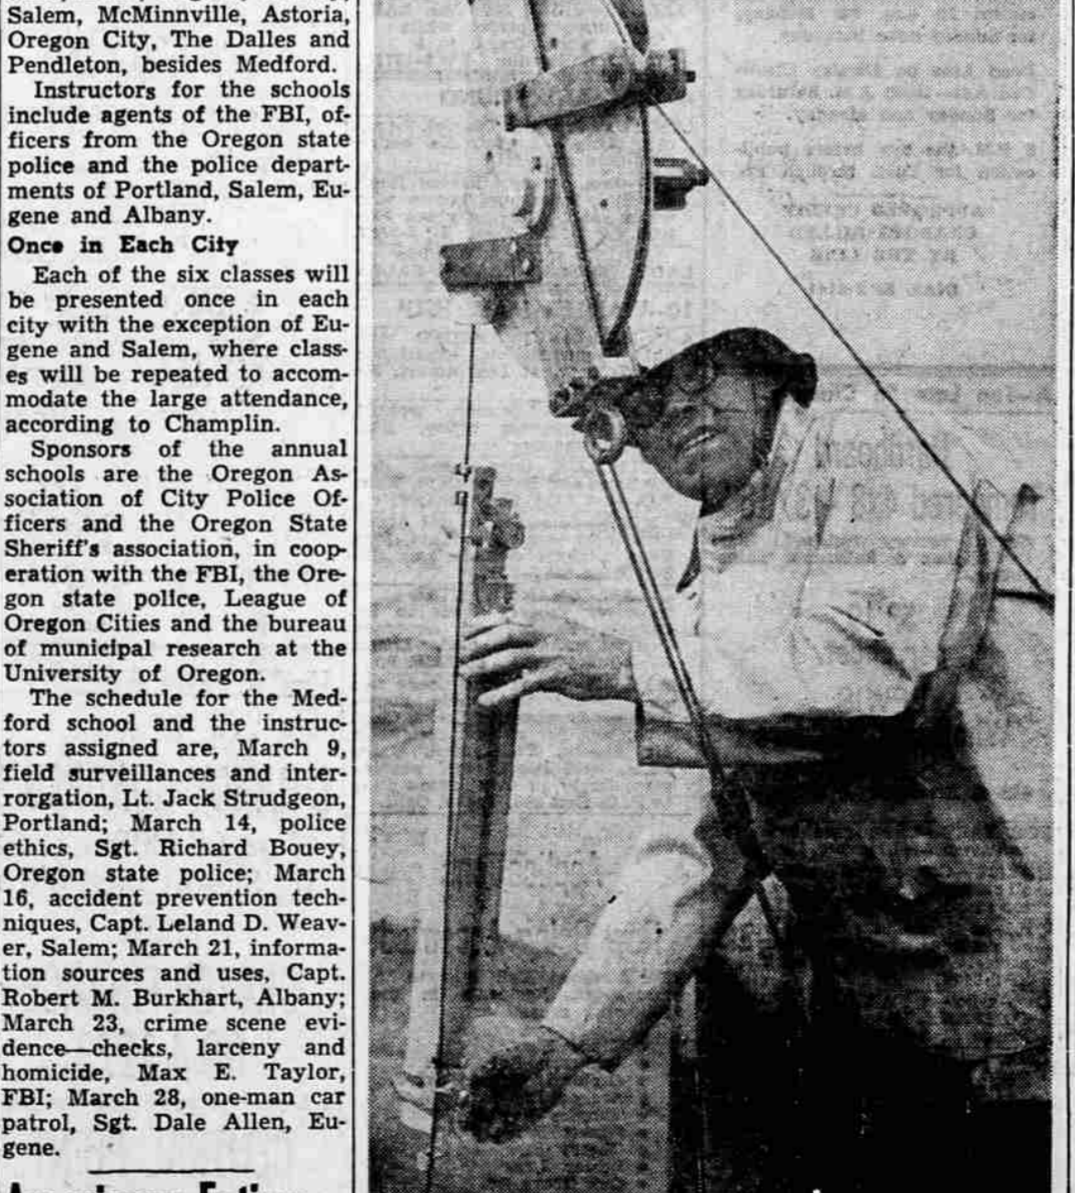 Salem, McMinnville, Astoria,
Oregon City, The Dalles and
Pendleton, besides Medford.
Instructors for the schools
include agents of the FBI, of-
ficers from the Oregon state
police and the police depart-
ments of Portland, Salem, Eu-
gene and Albany.
Once in Each City
Each of the six classes will
be presented once in each
city with the exception of Eu-
gene and Salem, where class-
es will be repeated to accom-
modate the large attendance,
according to Champlin.
Sponsors of the annual
schools are the Oregon As-
sociation of City Police Of-
ficers and the Oregon State
Sheriff's association, in coop-
eration with the FBI, the Ore-
gon state police, League of
Oregon Cities and the bureau
of municipal research at the
University of Oregon.
The schedule for the Med-
ford school and the instruc-
tors assigned are, March 9,
field surveillances and inter-
rorgation, Lt. Jack Strudgeon,
Portland; March 14, police
ethics, Sgt. Richard Bouey,
Oregon state police; March
16, accident prevention tech-
niques, Capt. Leland D. Weav-
er, Salem; March 21, informa-
tion sources and uses, Capt.
Robert M. Burkhart, Albany;
March 23, crime scene evi-
dence—checks, larceny and
homicide, Max E. Taylor,
FBI; March 28, one-man car
patrol, Sgt. Dale Allen, Eu-
gene.